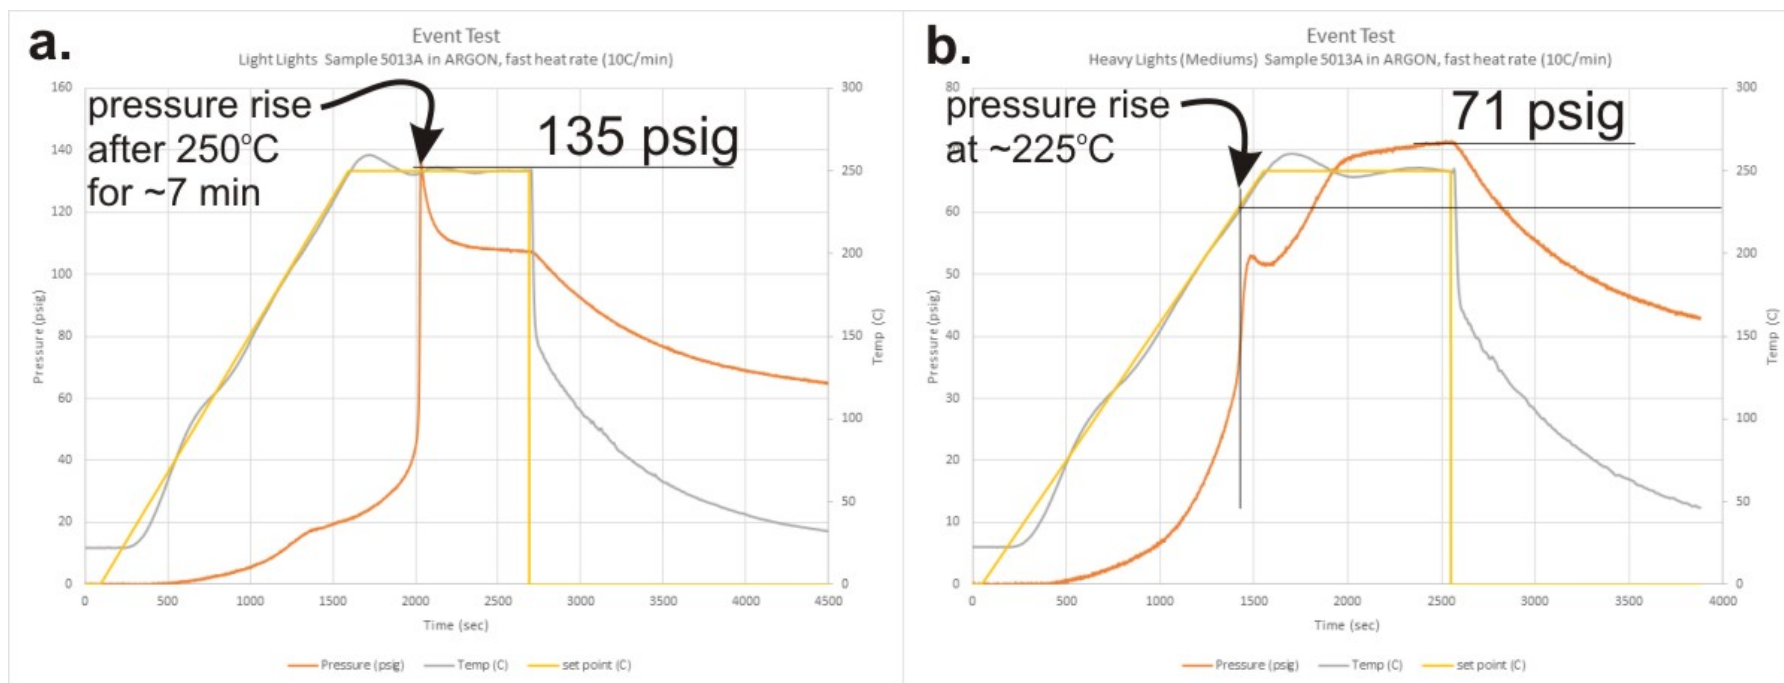 a.
Event Test
Light Lights Sample 5013A in ARGON, fast heat rate (10C/min)
pressure rise
after 250°C
for ~7 min
135 psig
160
140
120
100
80
60
40
20
0
Pressure (psig)
300
250
200
150
100
50
0
Temp (C)
0 500 1000 1500 2000 2500 3000 3500 4000 4500
Time (sec)
Pressure (psig) Temp (C) set point (C)
b.
Event Test
Heavy Lights (Mediums) Sample 5013A in ARGON, fast heat rate (10C/min)
pressure rise
at ~225°C
71 psig
80
70
60
50
40
30
20
10
0
Pressure (psig)
300
250
200
150
100
50
0
Temp (C)
0 500 1000 1500 2000 2500 3000 3500 4000
Time (sec)
Pressure (psig) Temp (C) set point (C)